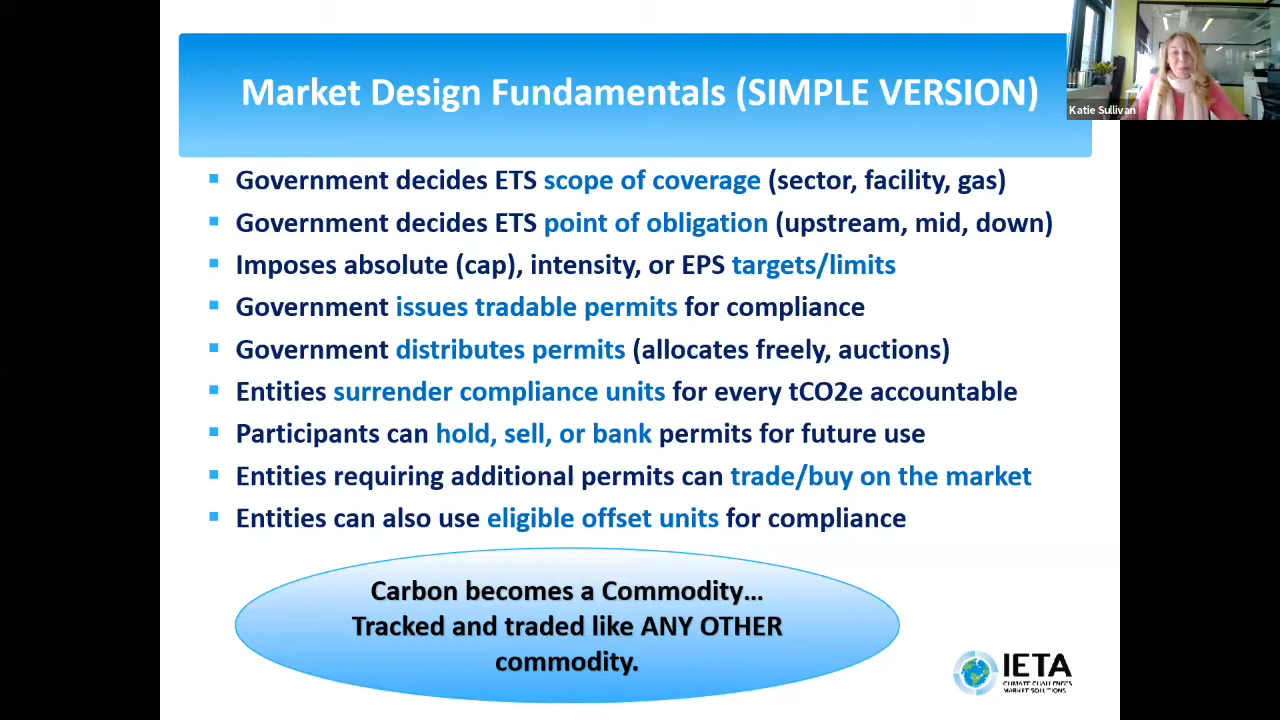 Market Design Fundamentals (SIMPLE VERSION)
Katie Sullivan
Government decides ETS scope of coverage (sector, facility, gas)
Government decides ETS point of obligation (upstream, mid, down)
Imposes absolute (cap), intensity, or EPS targets/limits
Government issues tradable permits for compliance
Government distributes permits (allocates freely, auctions)
Entities surrender compliance units for every tCO2e accountable
Participants can hold, sell, or bank permits for future use
Entities requiring additional permits can trade/buy on the market
Entities can also use eligible offset units for compliance
Carbon becomes a Commodity…
Tracked and traded like ANY OTHER
commodity.
IETA
CLIMATE CHALLENGES
MARKET SOLUTIONS